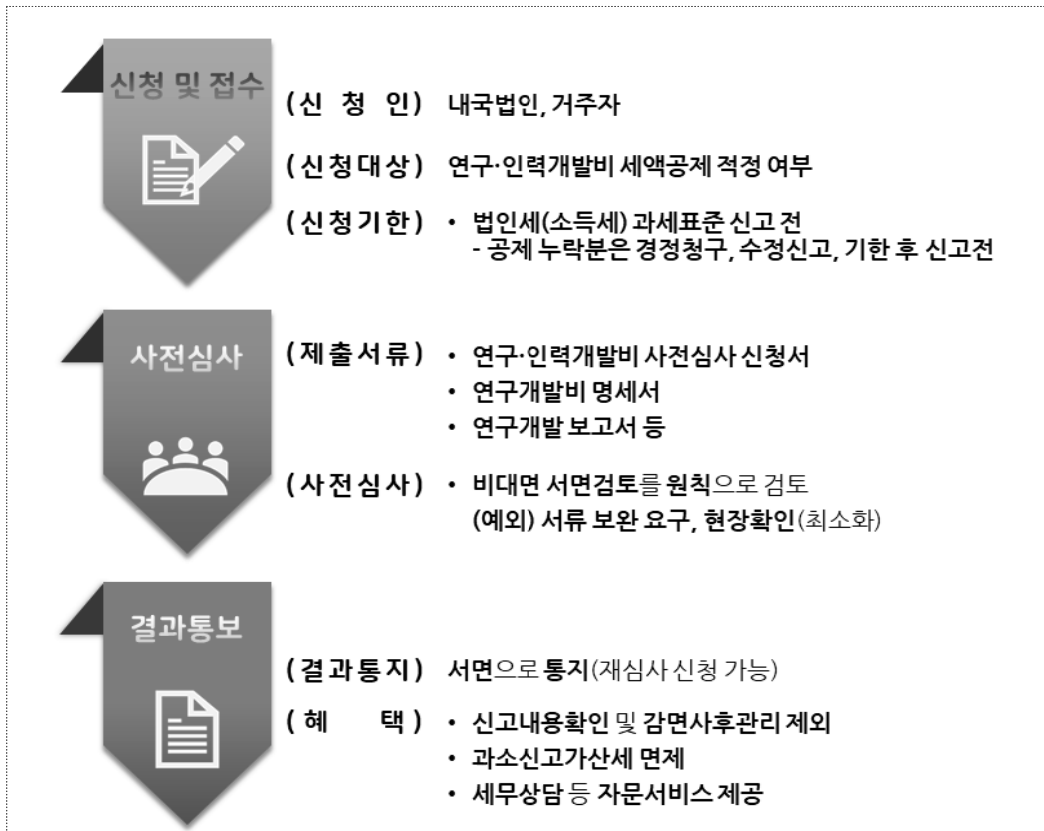 신청 및 접수
(신 청 인) 내국법인, 거주자
(신청대상) 연구·인력개발비 세액공제 적정 여부
(신청기한) • 법인세(소득세) 과세표준 신고 전
- 공제 누락분은 경정청구, 수정신고, 기한 후 신고전
사전심사
(제출서류) • 연구·인력개발비 사전심사 신청서
• 연구개발비 명세서
• 연구개발 보고서 등
(사전심사) • 비대면 서면검토를 원칙으로 검토
(예외) 서류 보완 요구, 현장확인(최소화)
결과통보
(결과통지) 서면으로 통지(재심사 신청 가능)
(혜 택) • 신고내용확인 및 감면사후관리 제외
• 과소신고가산세 면제
• 세무상담 등 자문서비스 제공